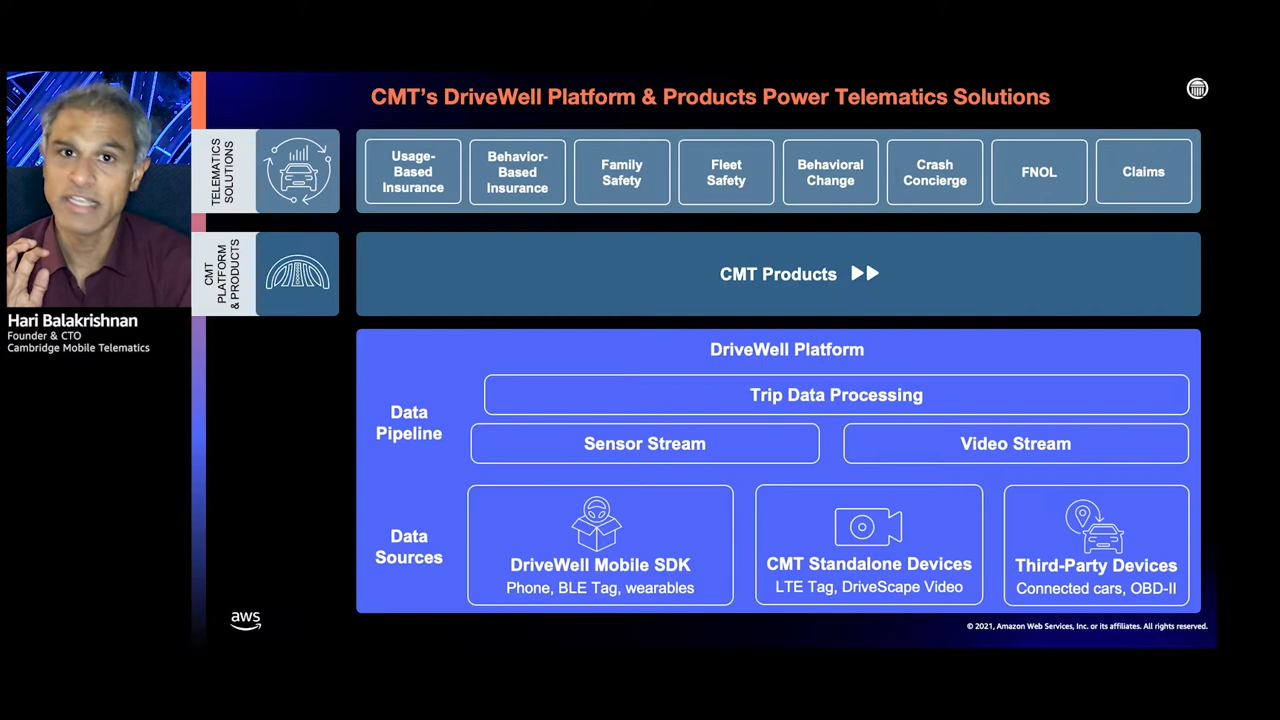 CMT's DriveWell Platform & Products Power Telematics Solutions
TELEMATICS
SOLUTIONS
Usage-
Based
Insurance
Behavior-
Based
Insurance
Family
Safety
Fleet
Safety
Behavioral
Change
Crash
Concierge
FNOL
Claims
CMT
PLATFORM
& PRODUCTS
CMT Products
Hari Balakrishnan
Founder & CTO
Cambridge Mobile Telematics
DriveWell Platform
Data
Pipeline
Trip Data Processing
Sensor Stream
Video Stream
Data
Sources
DriveWell Mobile SDK
Phone, BLE Tag, wearables
CMT Standalone Devices
LTE Tag, DriveScape Video
Third-Party Devices
Connected cars, OBD-II
aws
© 2021, Amazon Web Services, Inc. or its affiliates. All rights reserved.